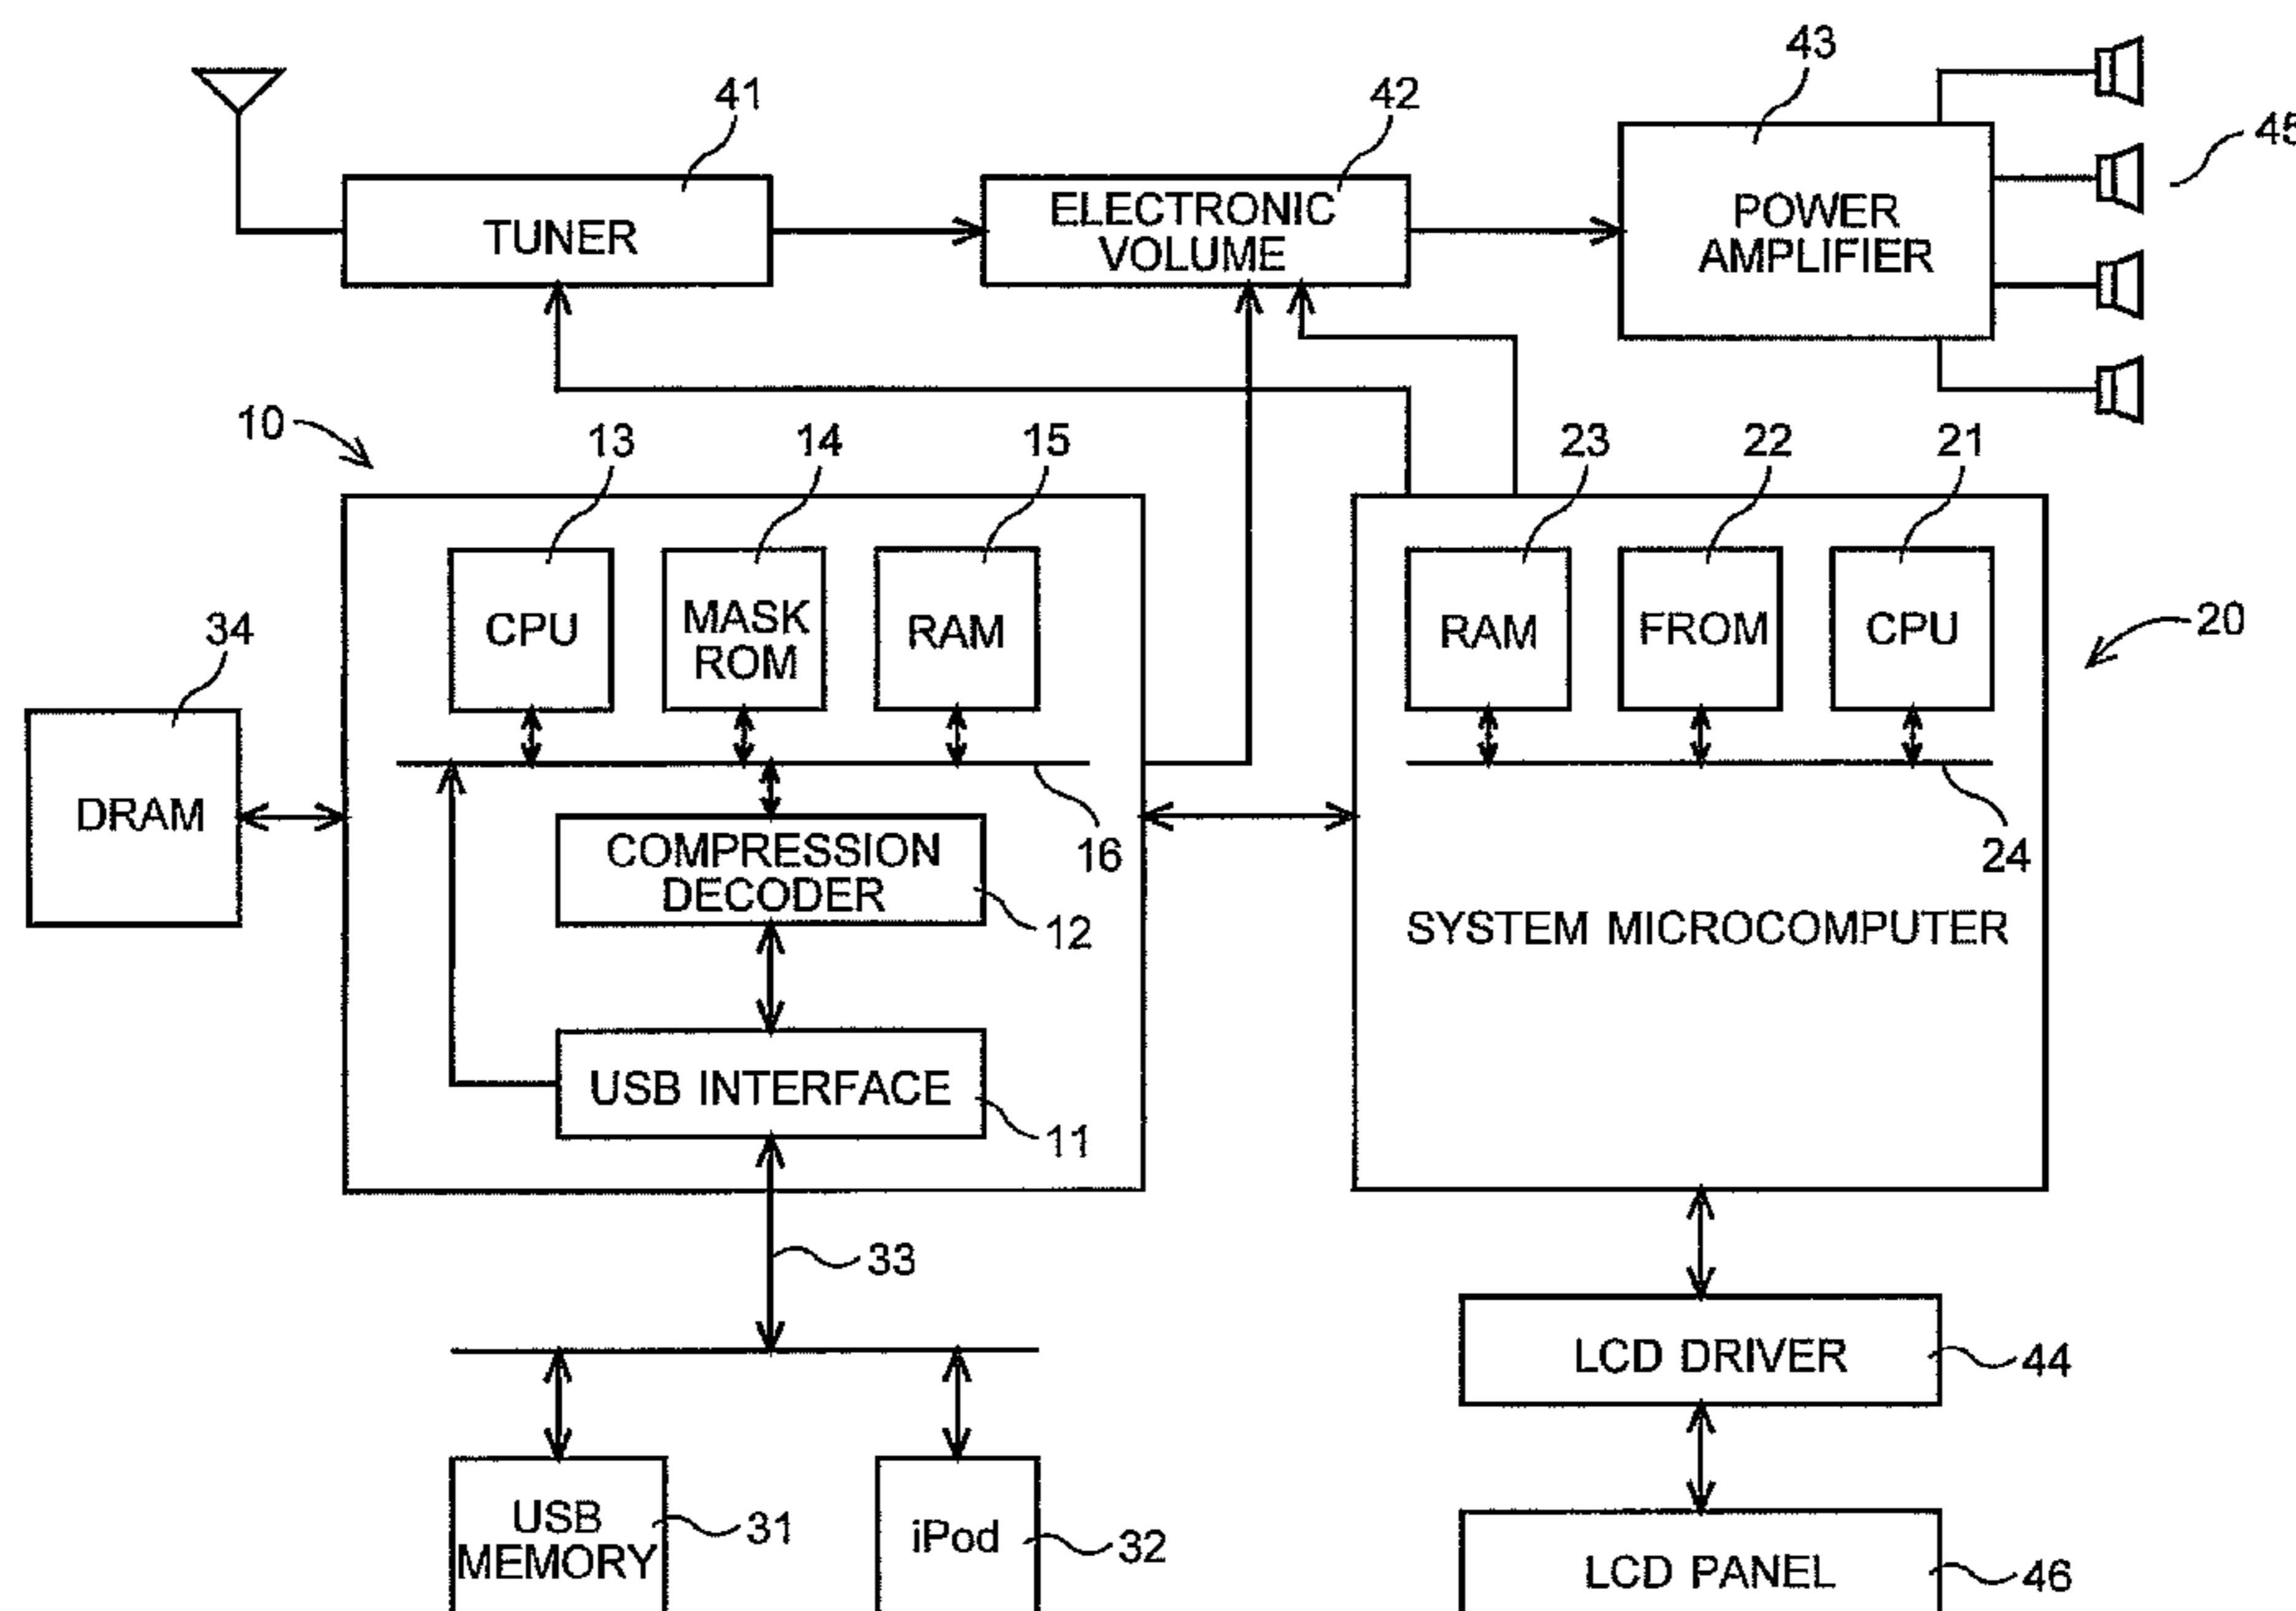 43
41
42
45
TUNER
ELECTRONIC
VOLUME
POWER
AMPLIFIER
10
13
14
15
23
22
21
34
CPU
MASK
ROM
RAM
RAM
FROM
CPU
20
DRAM
16
24
COMPRESSION
DECODER
12
SYSTEM MICROCOMPUTER
USB INTERFACE
11
33
LCD DRIVER
44
USB
MEMORY
31
iPod
32
LCD PANEL
46